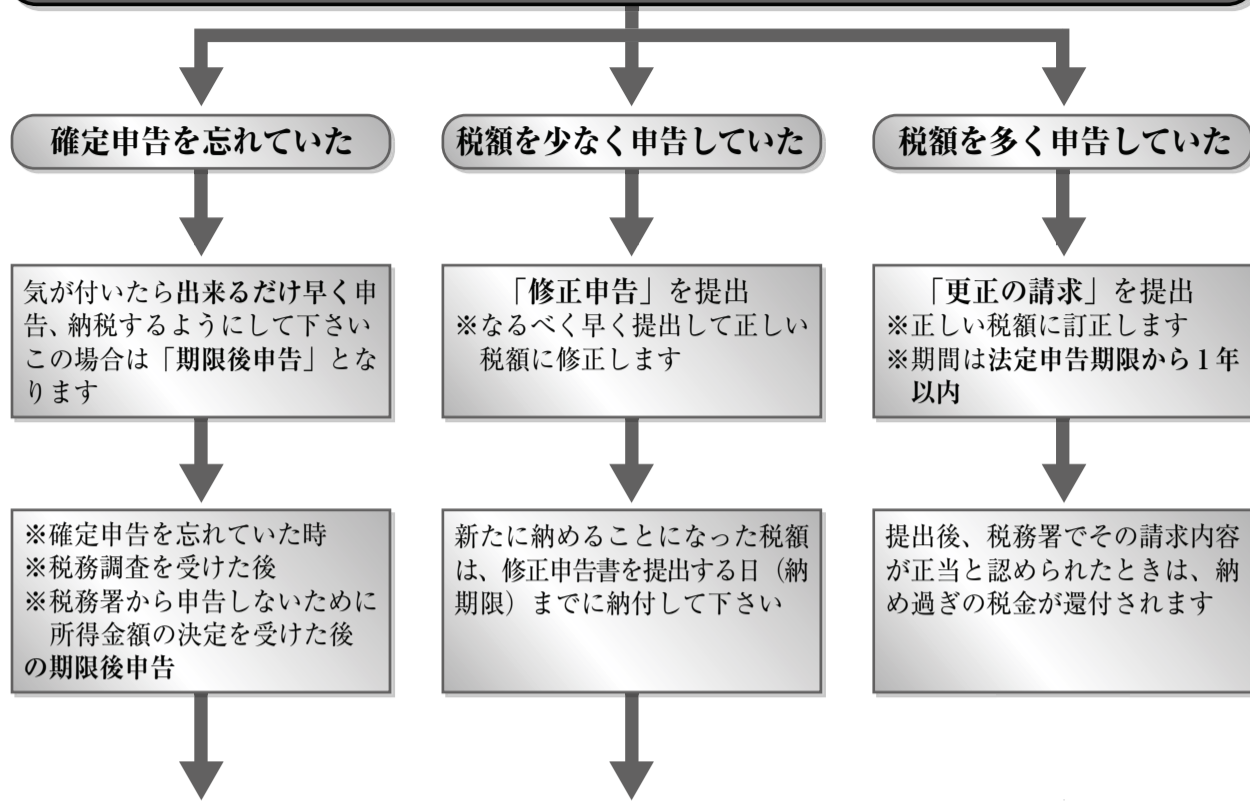 確定申告を忘れていた
気が付いたら出来るだけ早く申
告、納税するようにして下さい
この場合は「期限後申告」とな
ります
※確定申告を忘れていた時
※税務調査を受けた後
※税務署から申告しないために
所得金額の決定を受けた後
の期限後申告
税額を少なく申告していた
「修正申告」を提出
※なるべく早く提出して正しい
税額に修正します
新たに納めることになった税額
は、修正申告書を提出する日（納
期限）までに納付して下さい
税額を多く申告していた
「更正の請求」を提出
※正しい税額に訂正します
※期間は法定申告期限から１年
以内
提出後、税務署でその請求内容
が正当と認められたときは、納
め過ぎの税金が還付されます